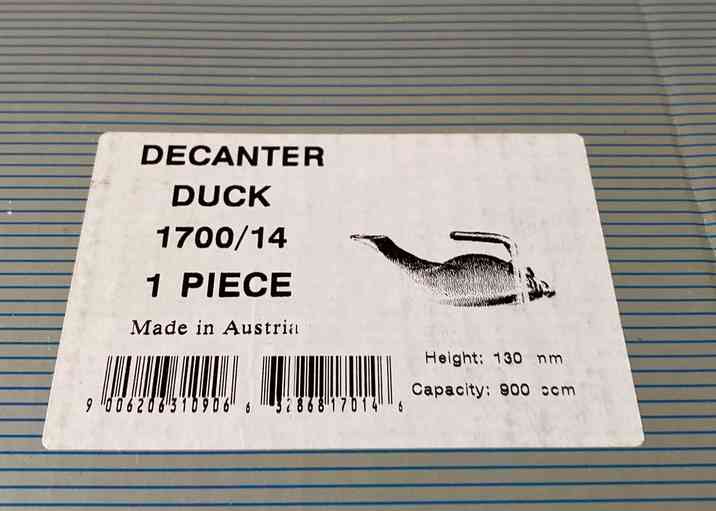 DECANTER
DUCK
1700/14
1 PIECE
Made in Austria
Height: 130 mm
Capacity: 900 ccm
9 006206 310906
6 32868 17014 6